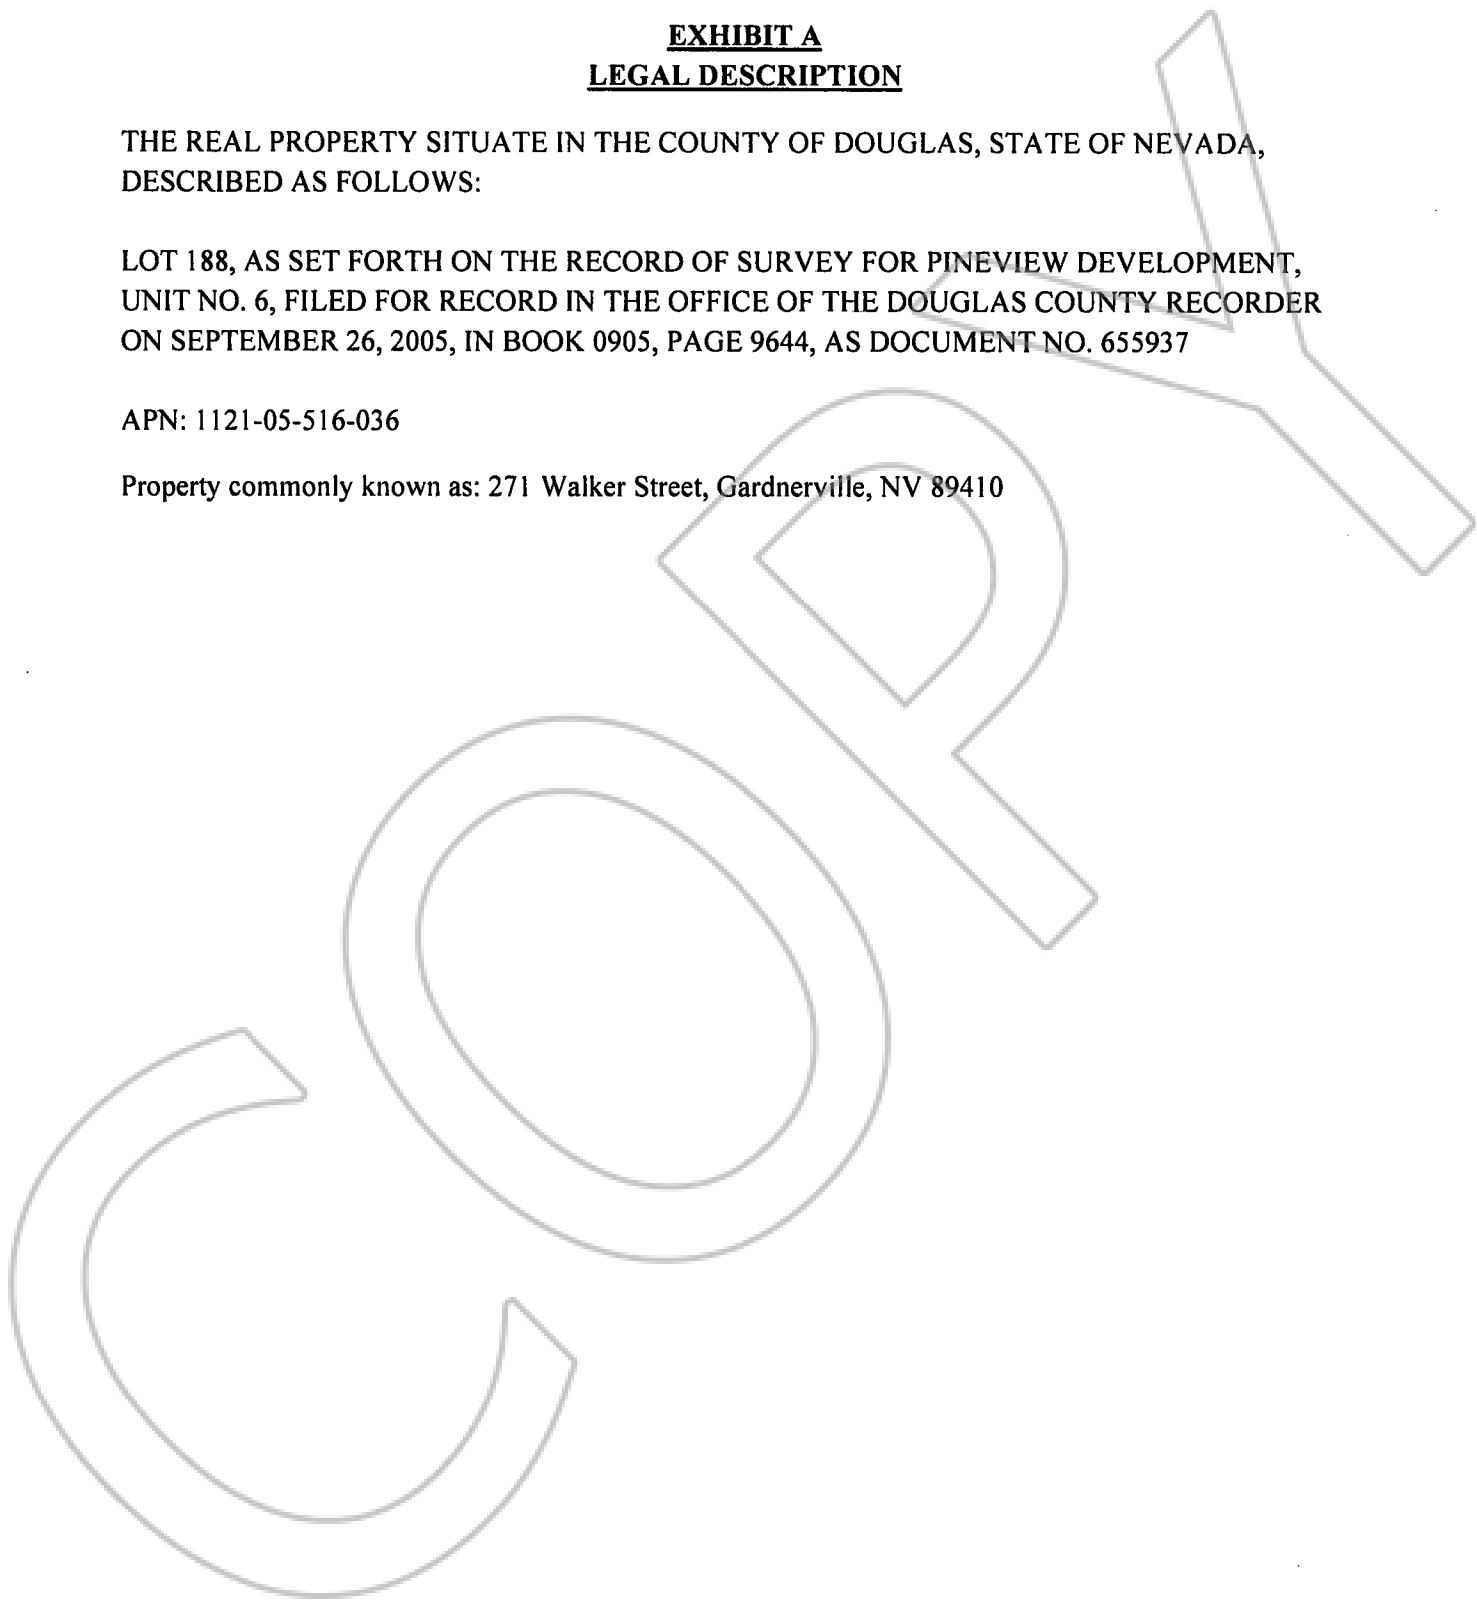 EXHIBIT A
LEGAL DESCRIPTION
THE REAL PROPERTY SITUATE IN THE COUNTY OF DOUGLAS, STATE OF NEVADA,
DESCRIBED AS FOLLOWS:
LOT 188, AS SET FORTH ON THE RECORD OF SURVEY FOR PINEVIEW DEVELOPMENT,
UNIT NO. 6, FILED FOR RECORD IN THE OFFICE OF THE DOUGLAS COUNTY RECORDER
ON SEPTEMBER 26, 2005, IN BOOK 0905, PAGE 9644, AS DOCUMENT NO. 655937
APN: 1121-05-516-036
Property commonly known as: 271 Walker Street, Gardnerville, NV 89410
COPY